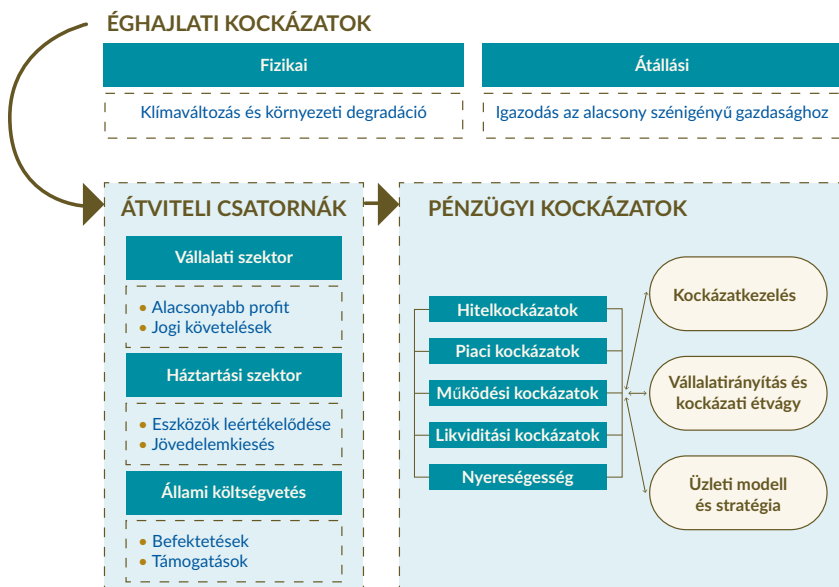 ÉGHAJLATI KOCKÁZATOK
Fizikai
Klímaváltozás és környezeti degradáció
Átállási
Igazodás az alacsony szénigényű gazdasághoz
ÁTVITELI CSATORNÁK
Vállalati szektor
• Alacsonyabb profit
• Jogi követelések
Háztartási szektor
• Eszközök leértékelődése
• Jövedelemkiesés
Állami költségvetés
• Befektetések
• Támogatások
PÉNZÜGYI KOCKÁZATOK
Hitelkockázatok
Piaci kockázatok
Működési kockázatok
Likviditási kockázatok
Nyereségesség
Kockázatkezelés
Vállalatirányítás és
kockázati étvágy
Üzleti modell
és stratégia